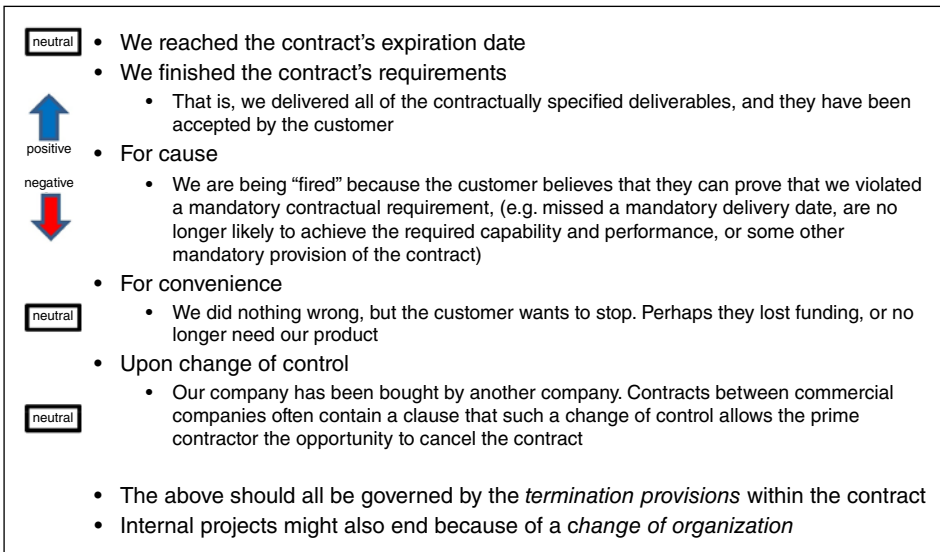 neutral • We reached the contract’s expiration date
• We finished the contract’s requirements
• That is, we delivered all of the contractually specified deliverables, and they have been
accepted by the customer
positive
• For cause
negative
• We are being “fired” because the customer believes that they can prove that we violated
a mandatory contractual requirement, (e.g. missed a mandatory delivery date, are no
longer likely to achieve the required capability and performance, or some other
mandatory provision of the contract)
• For convenience
neutral • We did nothing wrong, but the customer wants to stop. Perhaps they lost funding, or no
longer need our product
• Upon change of control
• Our company has been bought by another company. Contracts between commercial
neutral companies often contain a clause that such a change of control allows the prime
contractor the opportunity to cancel the contract
• The above should all be governed by the termination provisions within the contract
• Internal projects might also end because of a change of organization